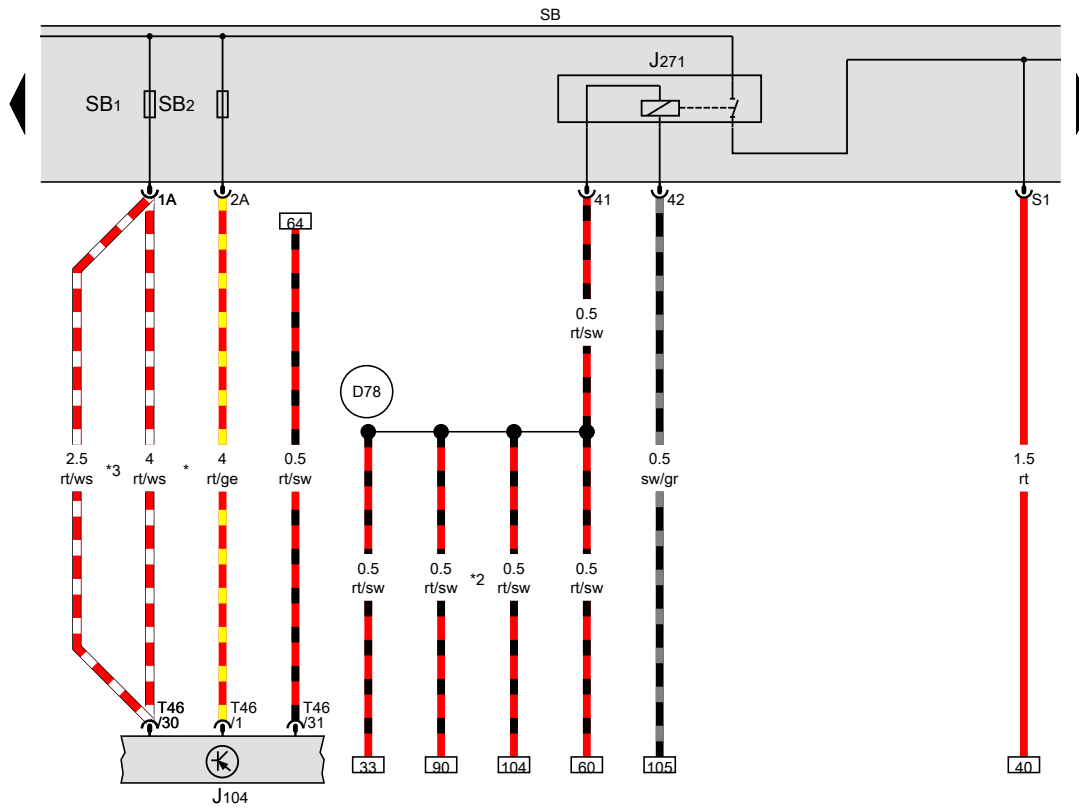 SB
J271
SB1
SB2
1A
2A
41
42
S1
64
0.5
rt/sw
D78
2.5
rt/ws
*3
4
rt/ws
*
4
rt/ge
0.5
rt/sw
0.5
sw/gr
1.5
rt
0.5
rt/sw
0.5
rt/sw
*2
0.5
rt/sw
0.5
rt/sw
T46
/30
T46
/1
T46
/31
33
90
104
60
105
40
J104